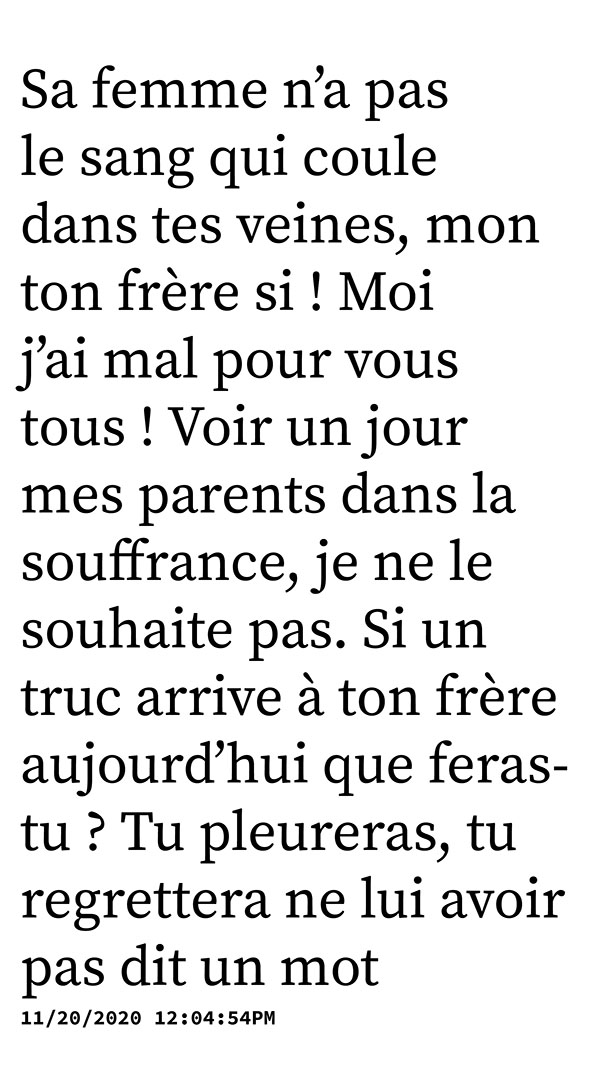 Sa femme n’a pas
le sang qui coule
dans tes veines, mon
ton frère si ! Moi
j’ai mal pour vous
tous ! Voir un jour
mes parents dans la
souffrance, je ne le
souhaite pas. Si un
truc arrive à ton frère
aujourd’hui que feras-
tu ? Tu pleureras, tu
regrettera ne lui avoir
pas dit un mot
11/20/2020 12:04:54PM